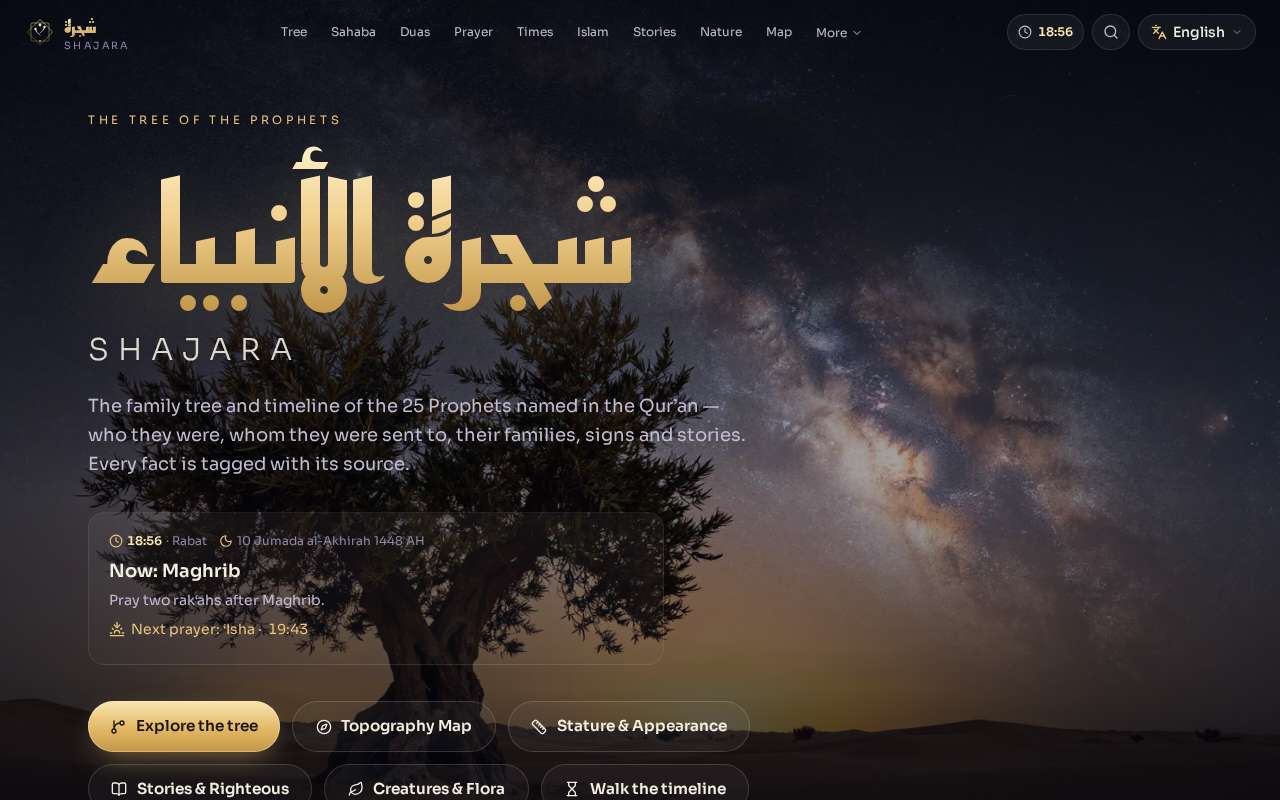 شجرة
SHAJARA
Tree Sahaba Duas Prayer Times Islam Stories Nature Map More
18:56
English
THE TREE OF THE PROPHETS
شجرة الأنبياء
SHAJARA
The family tree and timeline of the 25 Prophets named in the Qur’an —
who they were, whom they were sent to, their families, signs and stories.
Every fact is tagged with its source.
18:56 · Rabat 10 Jumada al-Akhirah 1448 AH
Now: Maghrib
Pray two rakʿahs after Maghrib.
Next prayer: ʿIsha · 19:43
Explore the tree Topography Map Stature & Appearance
Stories & Righteous Creatures & Flora Walk the timeline